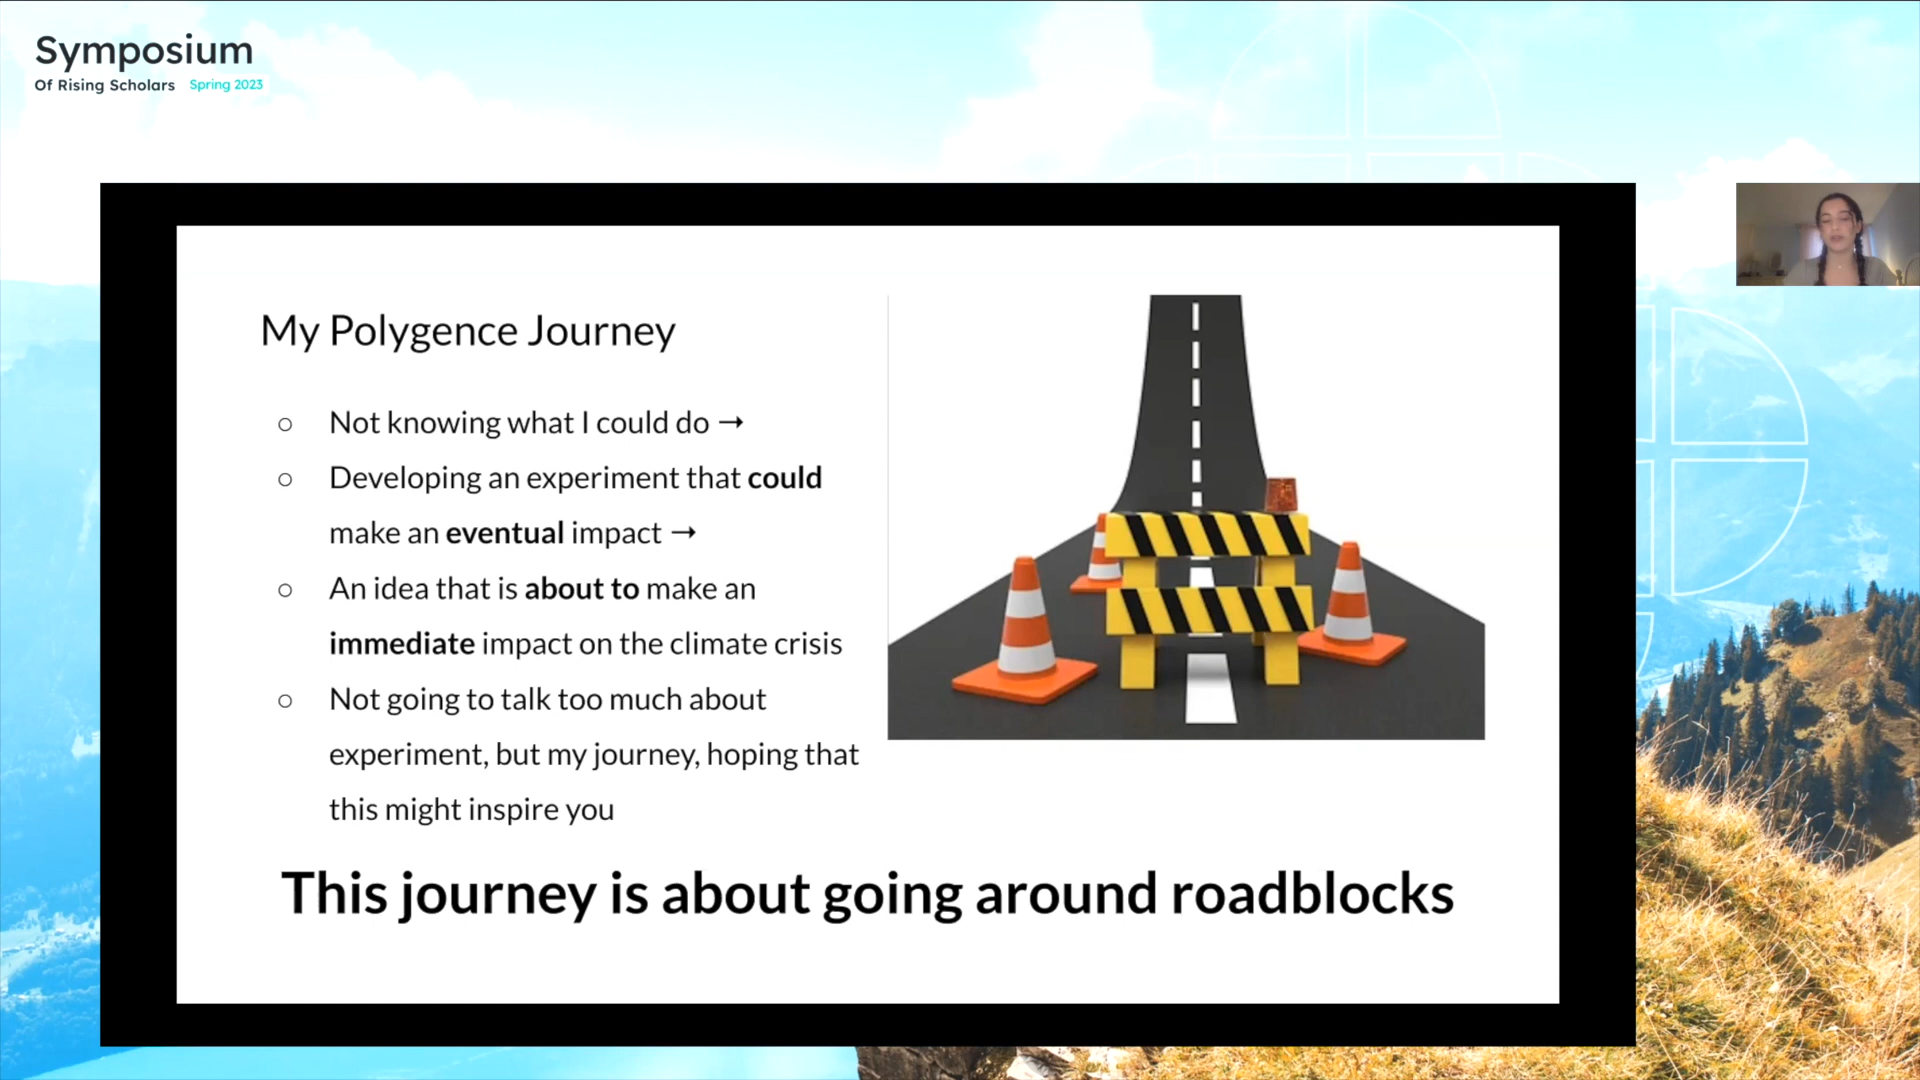 Symposium
Of Rising Scholars Spring 2023
My Polygence Journey
○ Not knowing what I could do →
○ Developing an experiment that could
make an eventual impact →
○ An idea that is about to make an
immediate impact on the climate crisis
○ Not going to talk too much about
experiment, but my journey, hoping that
this might inspire you
This journey is about going around roadblocks